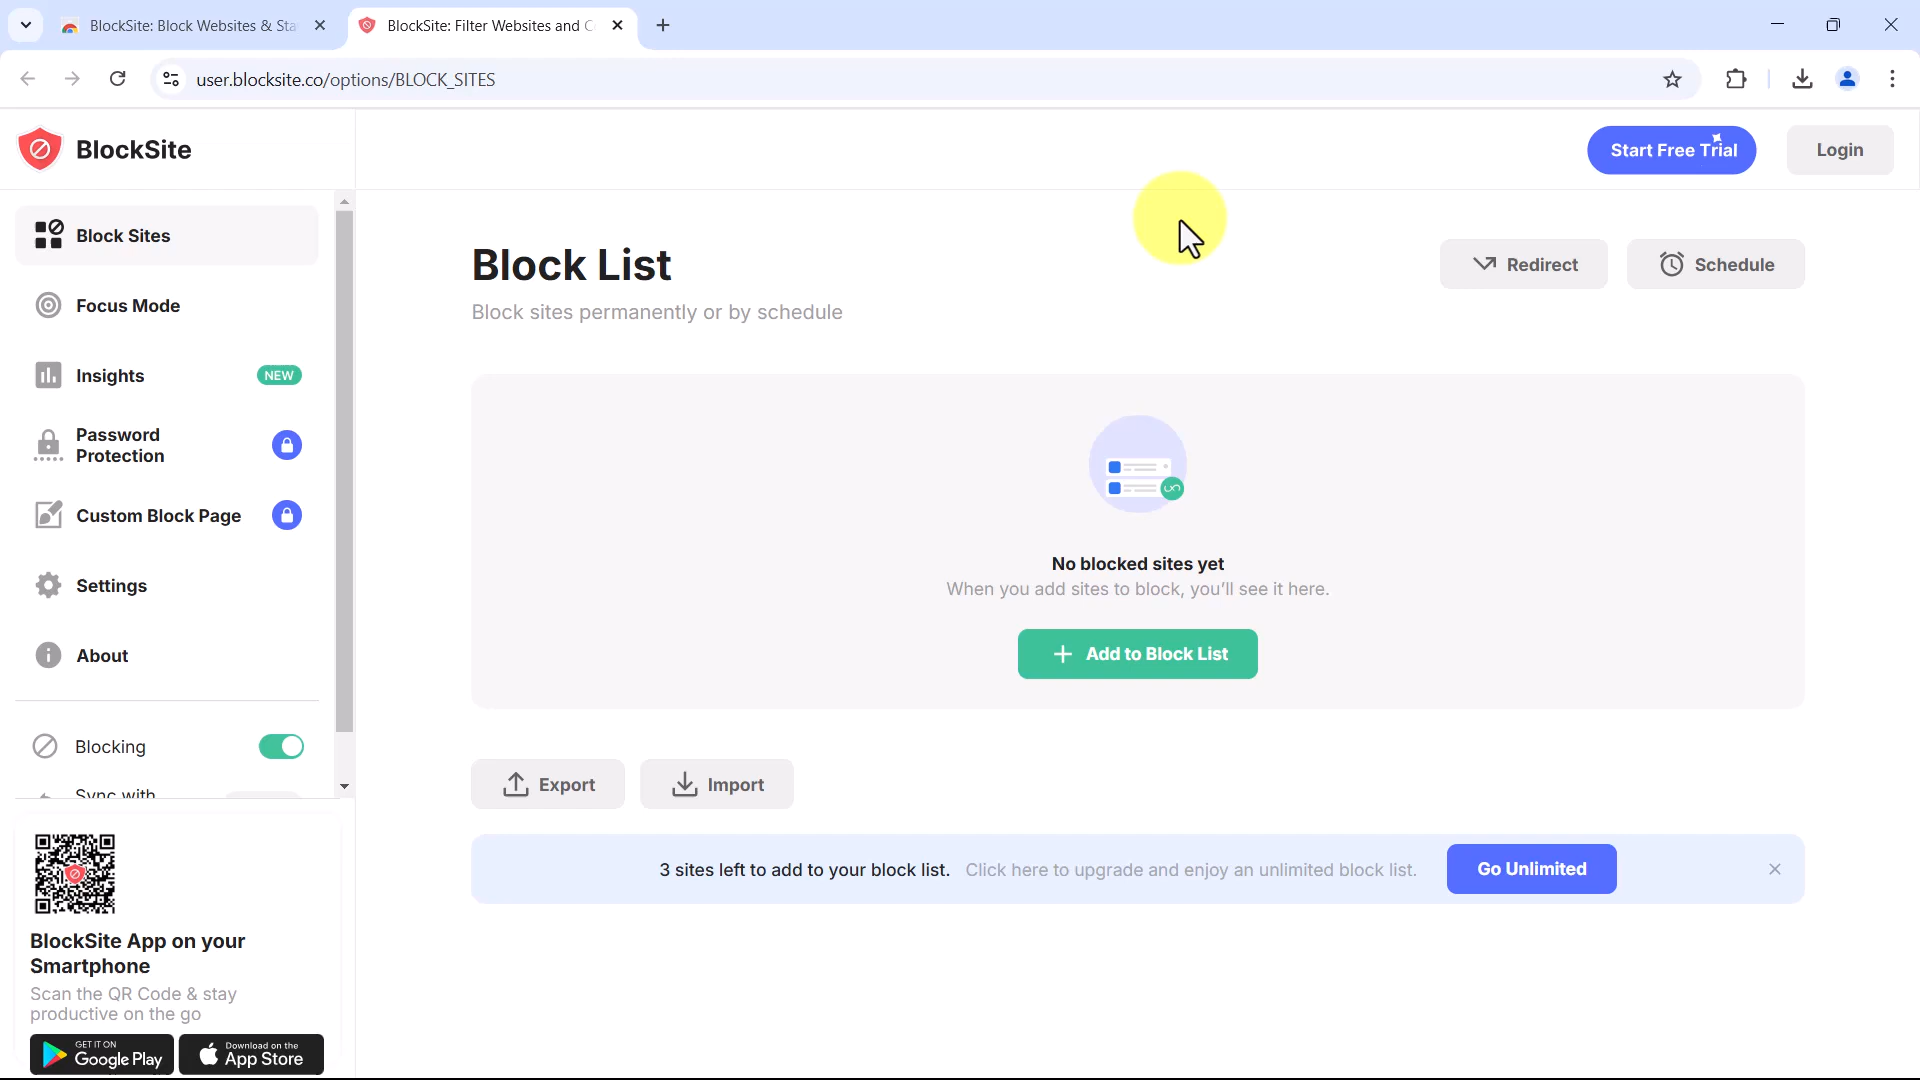 BlockSite: Block Websites & Sta
BlockSite: Filter Websites and C
user.blocksite.co/options/BLOCK_SITES
BlockSite
Start Free Trial
Login
Block Sites
Focus Mode
Insights
NEW
Password
Protection
Custom Block Page
Settings
About
Blocking
Sync with
BlockSite App on your
Smartphone
Scan the QR Code & stay
productive on the go
GET IT ON
Google Play
Download on the
App Store
Block List
Block sites permanently or by schedule
Redirect
Schedule
No blocked sites yet
When you add sites to block, you'll see it here.
Add to Block List
Export
Import
3 sites left to add to your block list. Click here to upgrade and enjoy an unlimited block list.
Go Unlimited